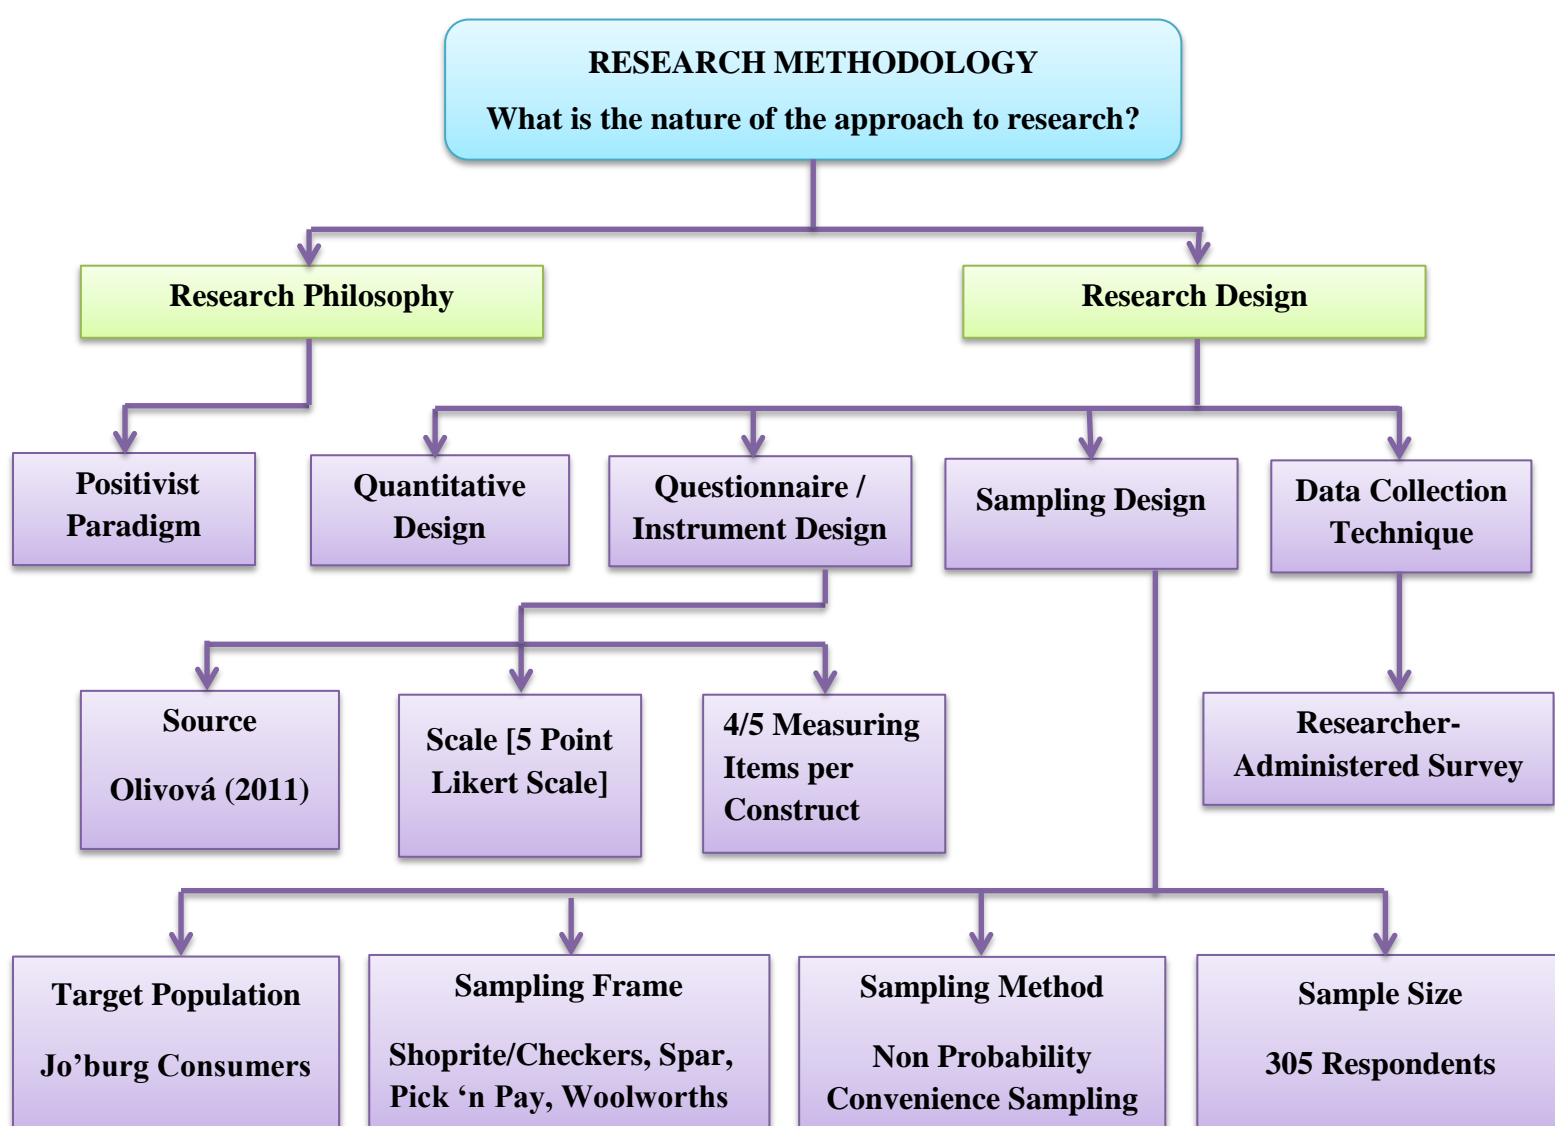 RESEARCH METHODOLOGY
What is the nature of the approach to research?
Research Philosophy
Research Design
Positivist
Paradigm
Quantitative
Design
Questionnaire /
Instrument Design
Sampling Design
Data Collection
Technique
Source
Olivová (2011)
Scale [5 Point
Likert Scale]
4/5 Measuring
Items per
Construct
Researcher-
Administered Survey
Target Population
Jo’burg Consumers
Sampling Frame
Shoprite/Checkers, Spar,
Pick ‘n Pay, Woolworths
Sampling Method
Non Probability
Convenience Sampling
Sample Size
305 Respondents